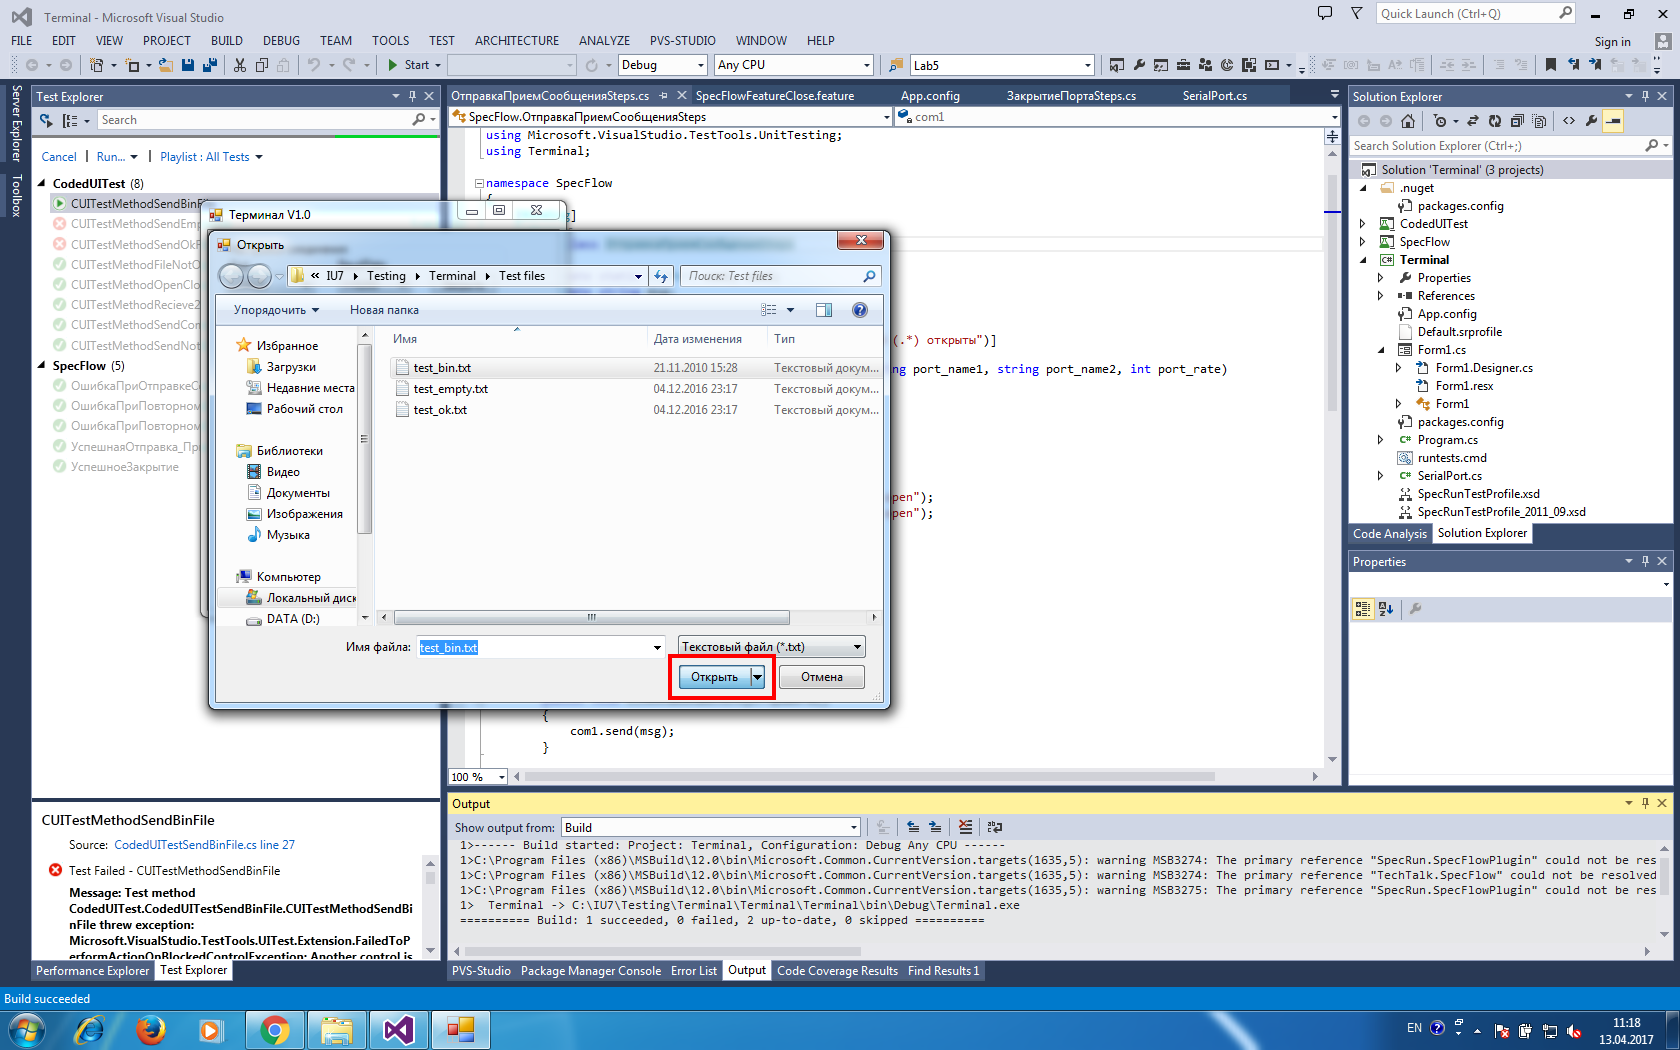 Terminal - Microsoft Visual Studio
Quick Launch (Ctrl+Q)
FILE EDIT VIEW PROJECT BUILD DEBUG TEAM TOOLS TEST ARCHITECTURE ANALYZE PVS-STUDIO WINDOW HELP
Sign in
Start Debug Any CPU Lab5
Server Explorer
Toolbox
Test Explorer
Search
Cancel Run... Playlist : All Tests
CodedUITest (8)
CUITestMethodSendBinFile
CUITestMethodSendEmp
CUITestMethodSendOkF
CUITestMethodFileNotO
CUITestMethodOpenClo
CUITestMethodRecieve2
CUITestMethodSendCon
CUITestMethodSendNot
SpecFlow (5)
ОшибкаПриОтправкеСо
ОшибкаПриПовторном
ОшибкаПриПовторном
УспешнаяОтправка_При
УспешноеЗакрытие
CUITestMethodSendBinFile
Source: CodedUITestSendBinFile.cs line 27
Test Failed - CUITestMethodSendBinFile
Message: Test method
CodedUITest.CodedUITestSendBinFile.CUITestMethodSendBi
nFile threw exception:
Microsoft.VisualStudio.TestTools.UITest.Extension.FailedToP
erformActionOnBlockedControlException: Another control is
Performance Explorer Test Explorer
ОтправкаПриемСообщенияSteps.cs SpecFlowFeatureClose.feature App.config ЗакрытиеПортаSteps.cs SerialPort.cs
SpecFlow.ОтправкаПриемСообщенияSteps com1
using Microsoft.VisualStudio.TestTools.UnitTesting;
using Terminal;
namespace SpecFlow
{
]
(.*) открыты")]
ng port_name1, string port_name2, int port_rate)
pen");
pen");
{
com1.send(msg);
}
100 %
Терминал V1.0
Открыть
« IU7 Testing Terminal Test files
Поиск: Test files
Упорядочить Новая папка
Избранное
Загрузки
Недавние места
Рабочий стол
Библиотеки
Видео
Документы
Изображения
Музыка
Компьютер
Локальный диск
DATA (D:)
Имя Дата изменения Тип
test_bin.txt 21.11.2010 15:28 Текстовый докум...
test_empty.txt 04.12.2016 23:17 Текстовый докум...
test_ok.txt 04.12.2016 23:17 Текстовый докум...
Имя файла: test_bin.txt Текстовый файл (*.txt)
Открыть Отмена
Output
Show output from: Build
1>------ Build started: Project: Terminal, Configuration: Debug Any CPU ------
1>C:\Program Files (x86)\MSBuild\12.0\bin\Microsoft.Common.CurrentVersion.targets(1635,5): warning MSB3274: The primary reference "SpecRun.SpecFlowPlugin" could not be res
1>C:\Program Files (x86)\MSBuild\12.0\bin\Microsoft.Common.CurrentVersion.targets(1635,5): warning MSB3274: The primary reference "TechTalk.SpecFlow" could not be resolved
1>C:\Program Files (x86)\MSBuild\12.0\bin\Microsoft.Common.CurrentVersion.targets(1635,5): warning MSB3275: The primary reference "SpecRun.SpecFlowPlugin" could not be res
1> Terminal -> C:\IU7\Testing\Terminal\Terminal\Terminal\bin\Debug\Terminal.exe
========== Build: 1 succeeded, 0 failed, 2 up-to-date, 0 skipped ==========
PVS-Studio Package Manager Console Error List Output Code Coverage Results Find Results 1
Solution Explorer
Search Solution Explorer (Ctrl+;)
Solution 'Terminal' (3 projects)
.nuget
packages.config
CodedUITest
SpecFlow
Terminal
Properties
References
App.config
Default.srprofile
Form1.cs
Form1.Designer.cs
Form1.resx
Form1
packages.config
Program.cs
runtests.cmd
SerialPort.cs
SpecRunTestProfile.xsd
SpecRunTestProfile_2011_09.xsd
Code Analysis Solution Explorer
Properties
Build succeeded
EN
11:18
13.04.2017